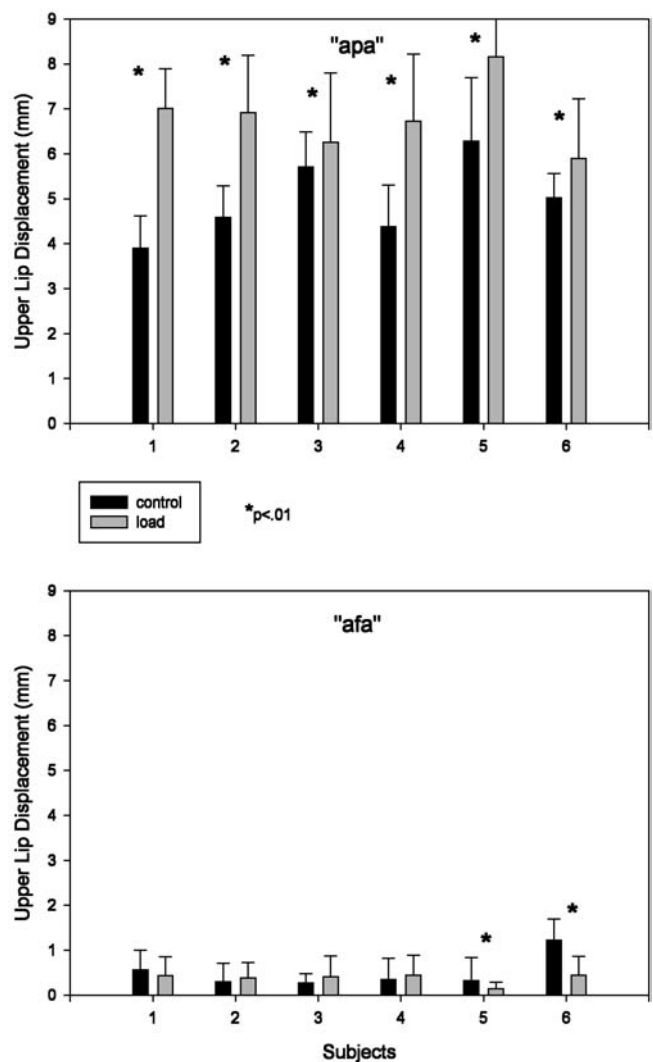 "apa"
9
8
7
6
5
4
3
2
1
0
Upper Lip Displacement (mm)
* * * * * *
1 2 3 4 5 6
control
load
*p<.01
"afa"
9
8
7
6
5
4
3
2
1
0
Upper Lip Displacement (mm)
* *
1 2 3 4 5 6
Subjects